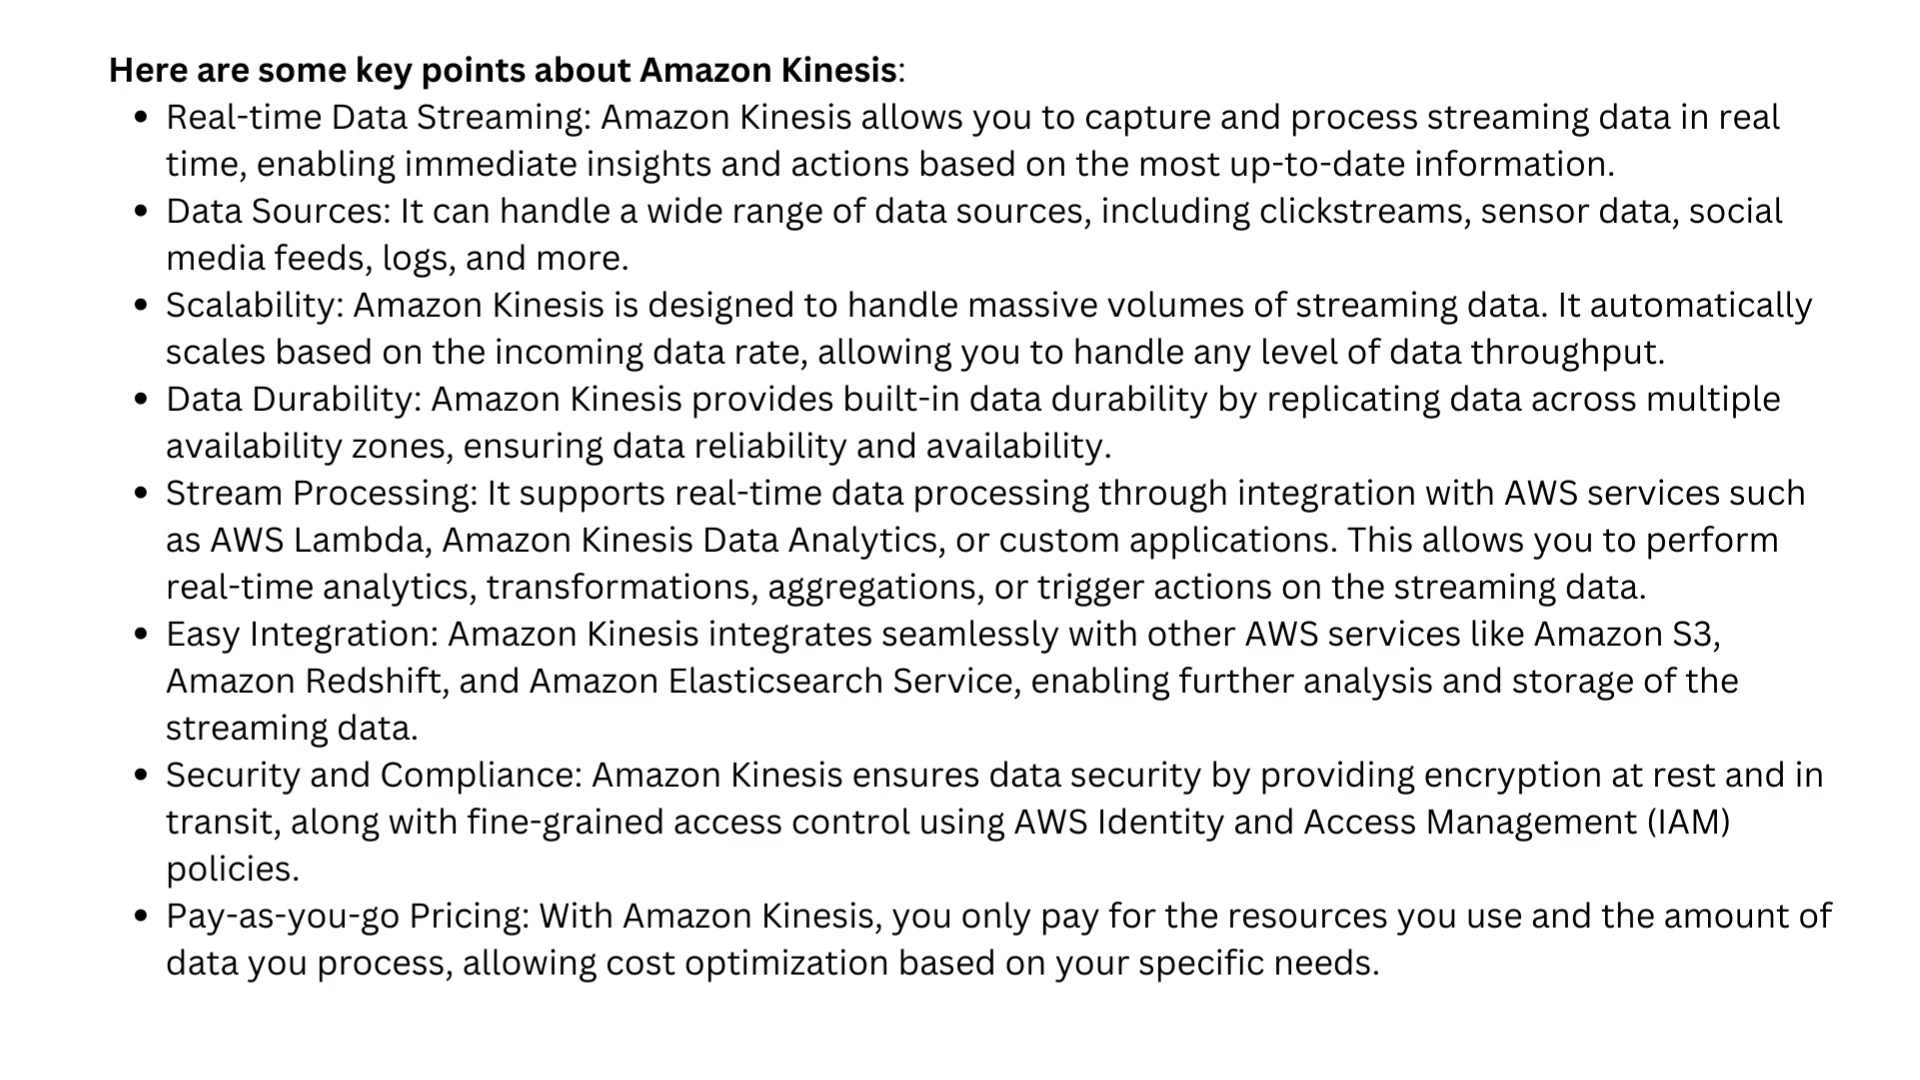 Here are some key points about Amazon Kinesis:
• Real-time Data Streaming: Amazon Kinesis allows you to capture and process streaming data in real
time, enabling immediate insights and actions based on the most up-to-date information.
• Data Sources: It can handle a wide range of data sources, including clickstreams, sensor data, social
media feeds, logs, and more.
• Scalability: Amazon Kinesis is designed to handle massive volumes of streaming data. It automatically
scales based on the incoming data rate, allowing you to handle any level of data throughput.
• Data Durability: Amazon Kinesis provides built-in data durability by replicating data across multiple
availability zones, ensuring data reliability and availability.
• Stream Processing: It supports real-time data processing through integration with AWS services such
as AWS Lambda, Amazon Kinesis Data Analytics, or custom applications. This allows you to perform
real-time analytics, transformations, aggregations, or trigger actions on the streaming data.
• Easy Integration: Amazon Kinesis integrates seamlessly with other AWS services like Amazon S3,
Amazon Redshift, and Amazon Elasticsearch Service, enabling further analysis and storage of the
streaming data.
• Security and Compliance: Amazon Kinesis ensures data security by providing encryption at rest and in
transit, along with fine-grained access control using AWS Identity and Access Management (IAM)
policies.
• Pay-as-you-go Pricing: With Amazon Kinesis, you only pay for the resources you use and the amount of
data you process, allowing cost optimization based on your specific needs.